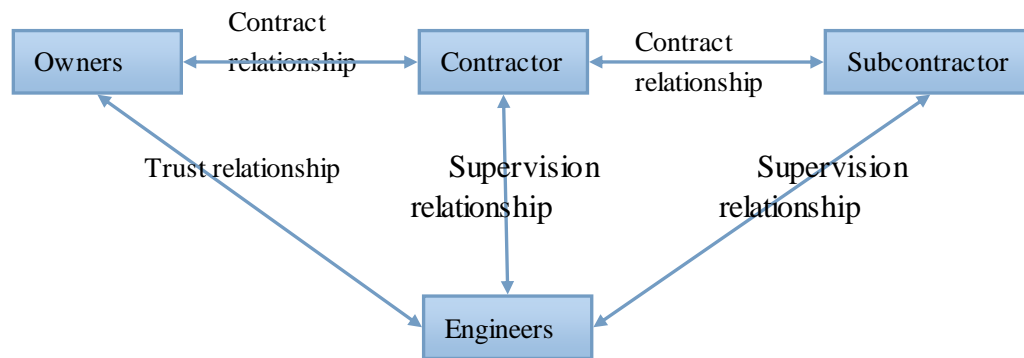 Contract
relationship
Contract
relationship
Owners
Contractor
Subcontractor
Trust relationship
Supervision
relationship
Supervision
relationship
Engineers